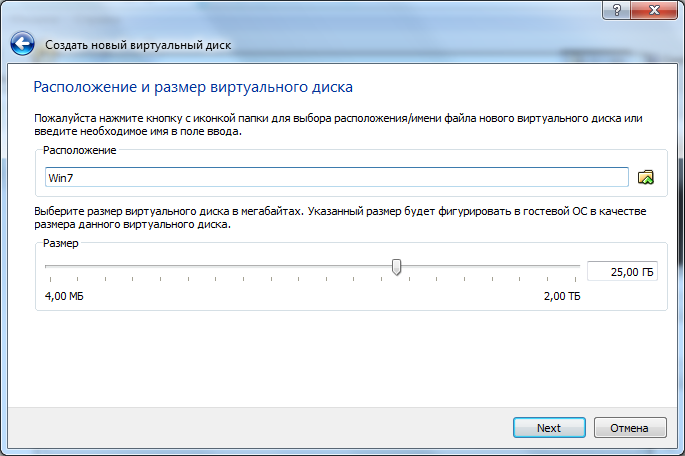 Создать новый виртуальный диск
Расположение и размер виртуального диска
Пожалуйста нажмите кнопку с иконкой папки для выбора расположения/имени файла нового виртуального диска или
введите необходимое имя в поле ввода.
Расположение
Win7
Выберите размер виртуального диска в мегабайтах. Указанный размер будет фигурировать в гостевой ОС в качестве
размера данного виртуального диска.
Размер
25,00 ГБ
4,00 МБ 2,00 ТБ
Next Отмена